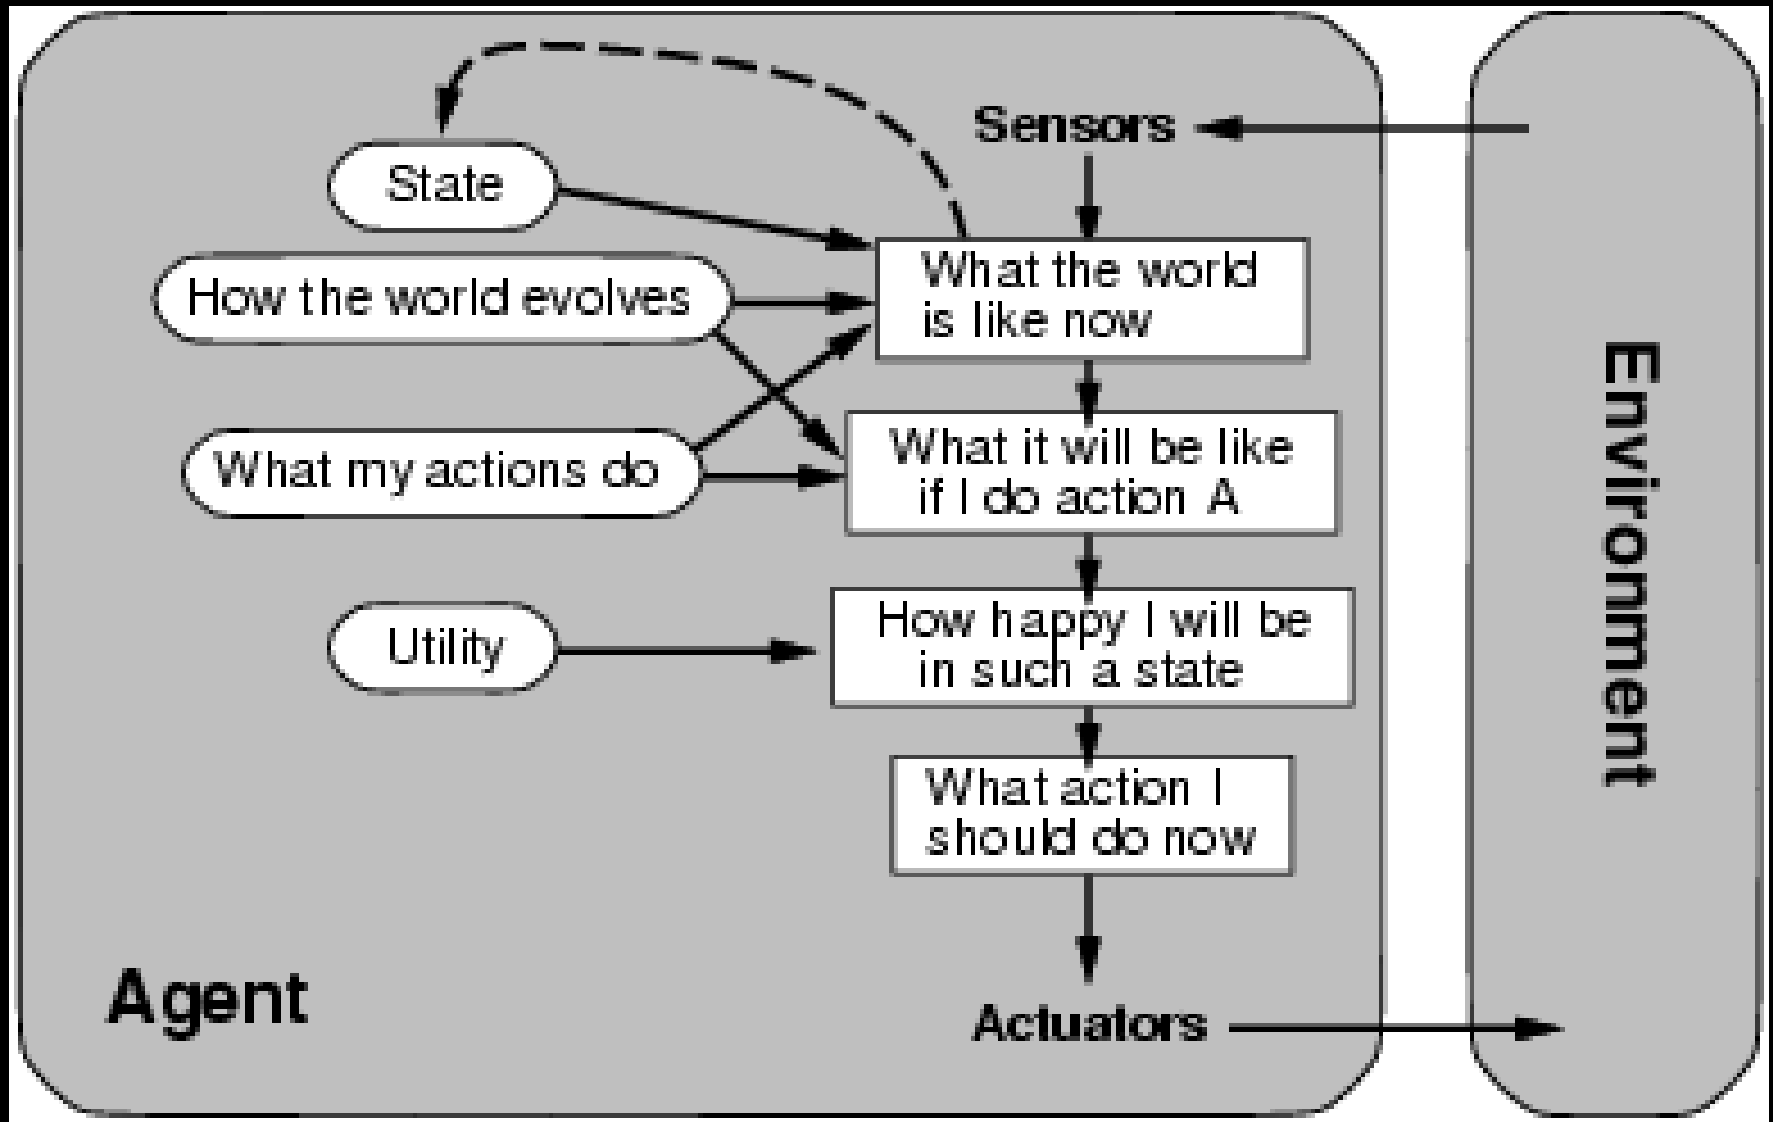 Sensors
State
What the world
is like now
How the world evolves
What it will be like
if I do action A
What my actions do
How happy I will be
in such a state
Utility
What action I
should do now
Agent
Actuators
Environment